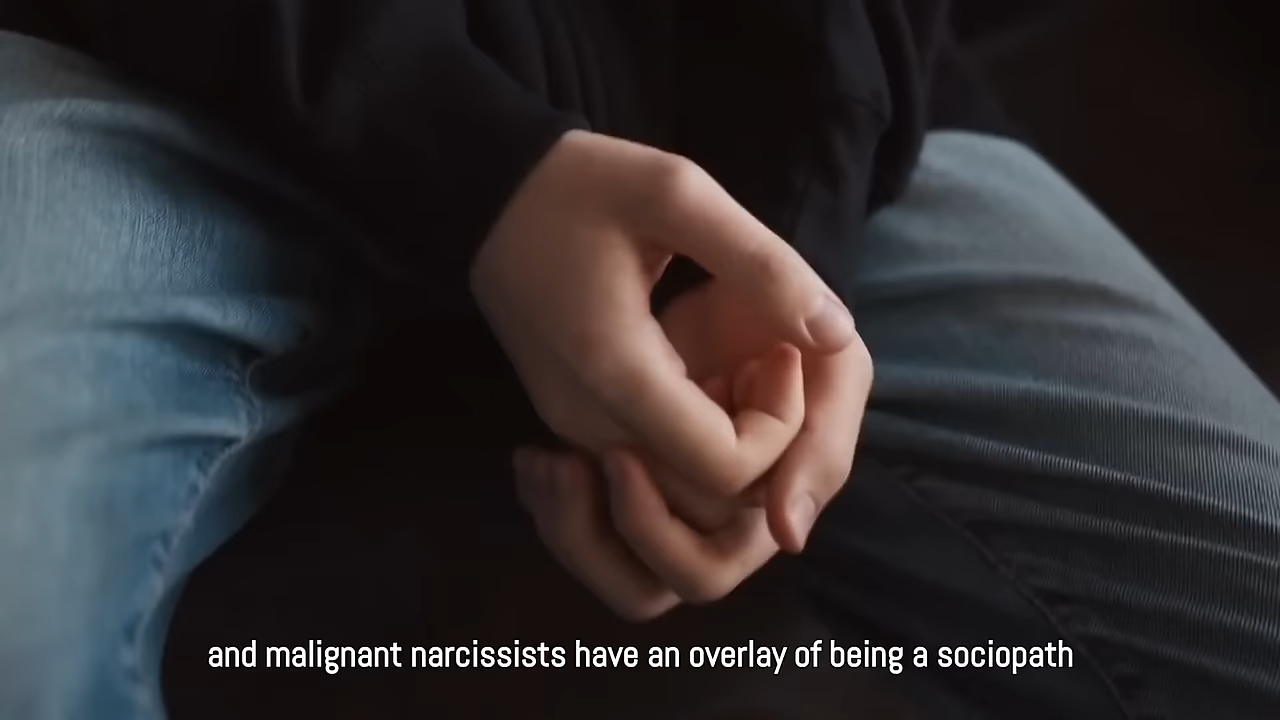 and malignant narcissists have an overlay of being a sociopath